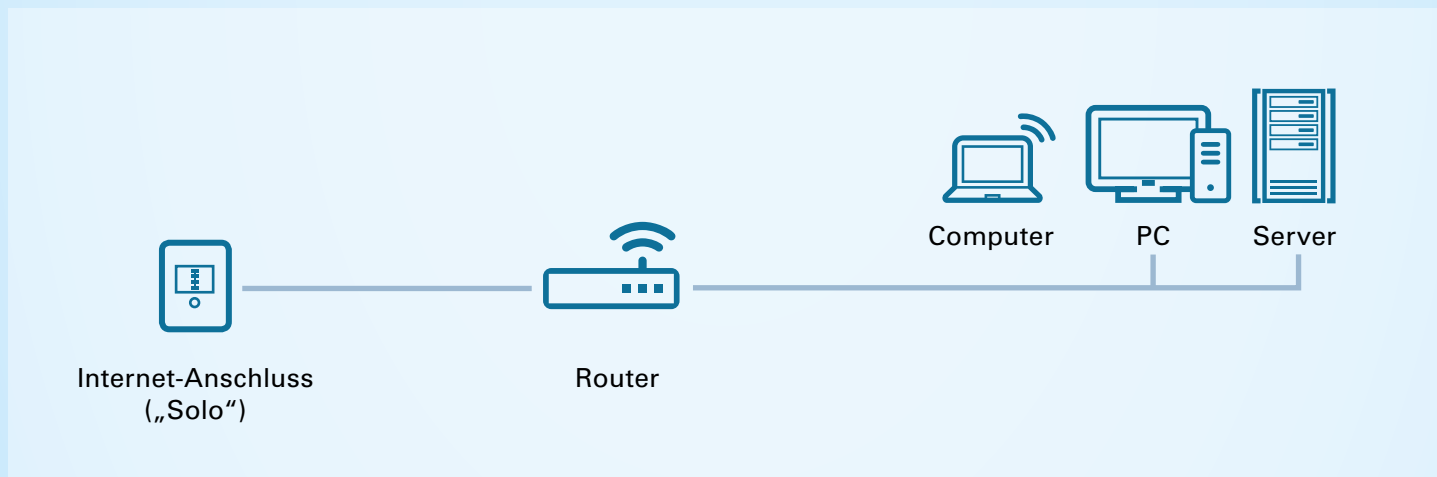 Computer
PC
Server
Internet-Anschluss
(„Solo“)
Router